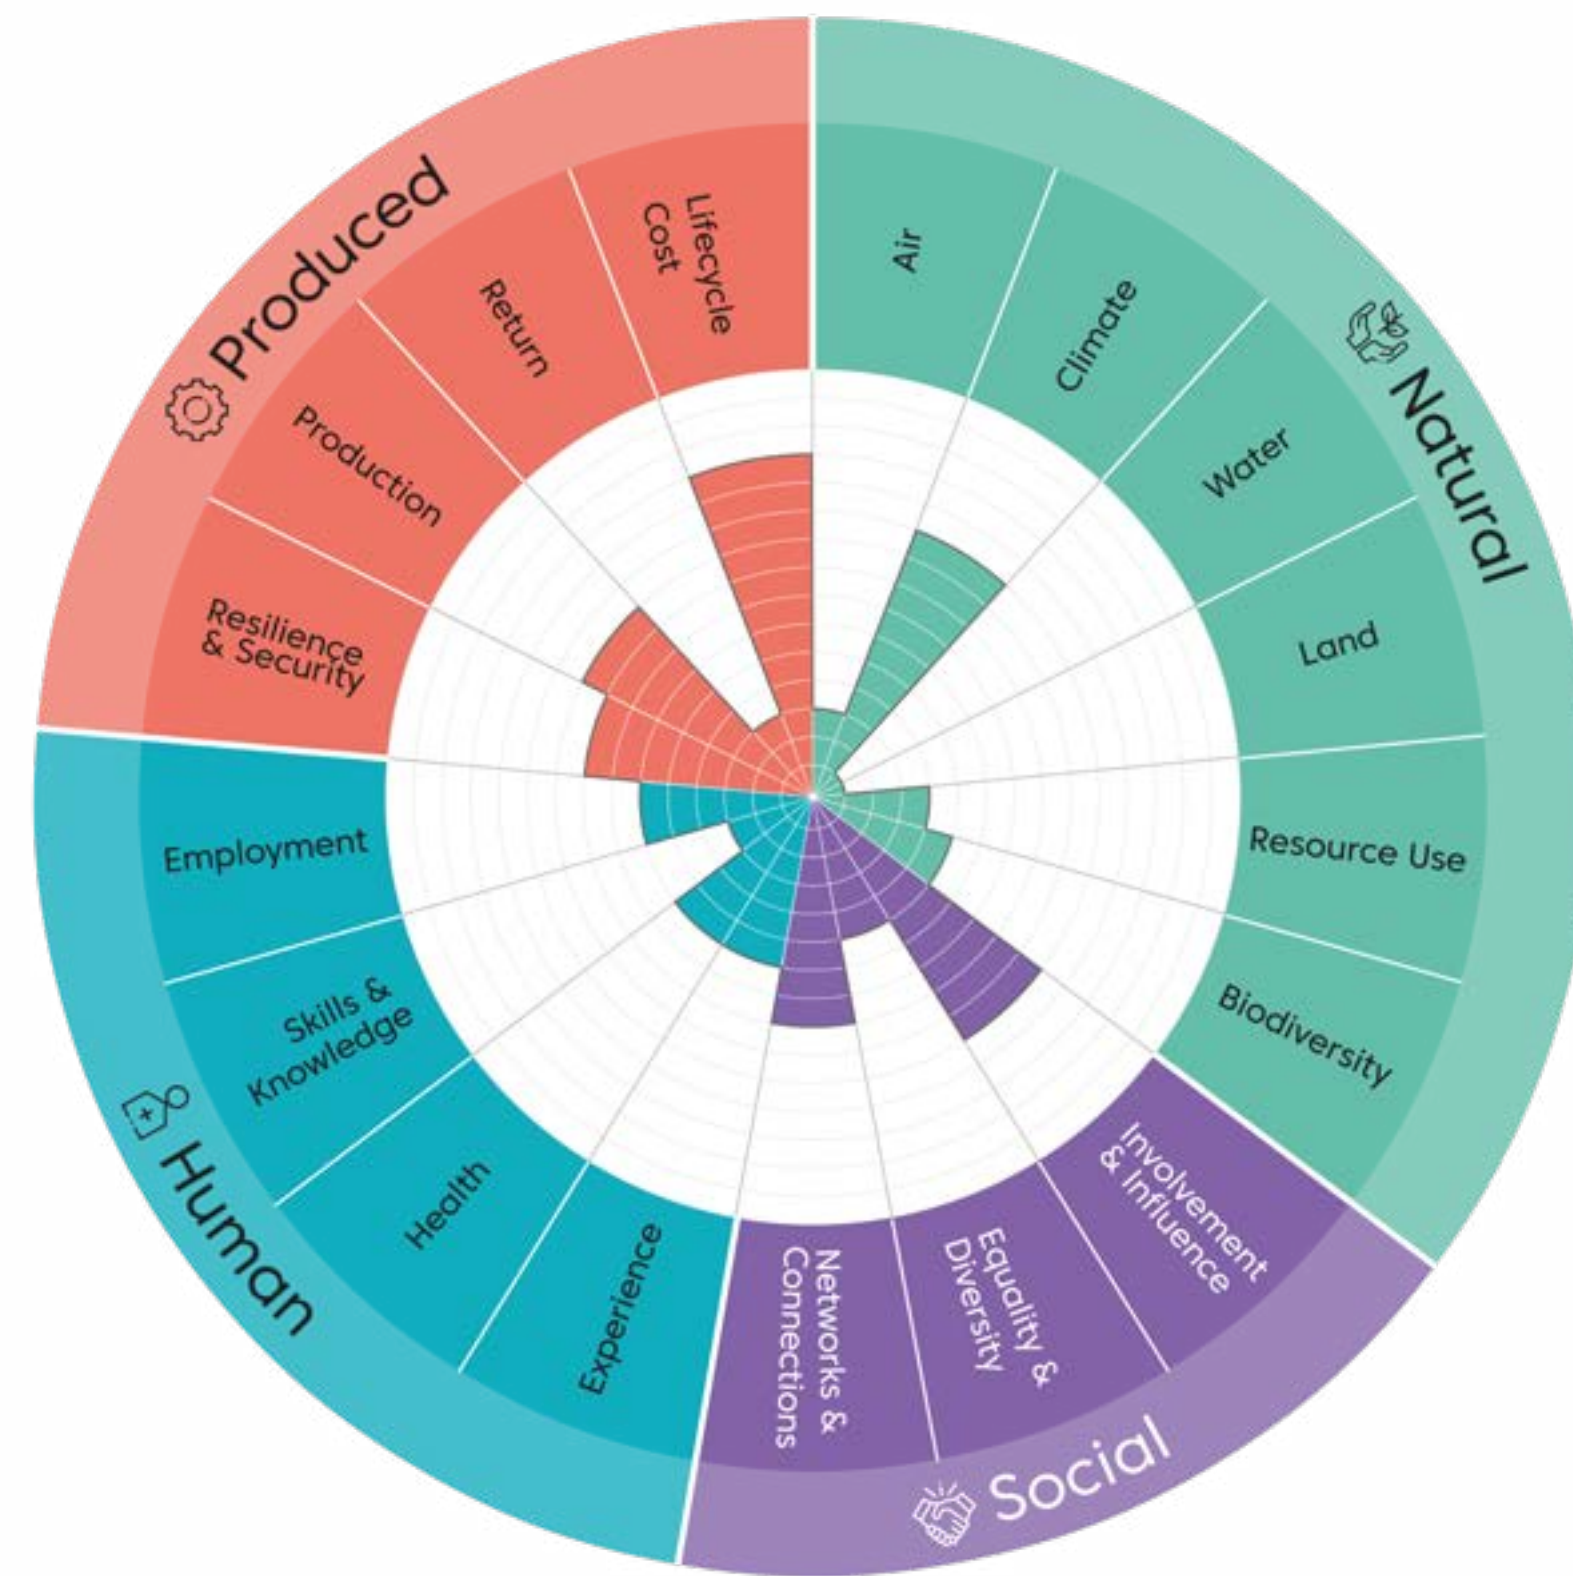 Natural
Air
Climate
Water
Land
Resource Use
Biodiversity
Social
Involvement
& Influence
Equality &
Diversity
Networks &
Connections
Human
Experience
Health
Skills &
Knowledge
Employment
Produced
Resilience
& Security
Production
Return
Lifecycle
Cost